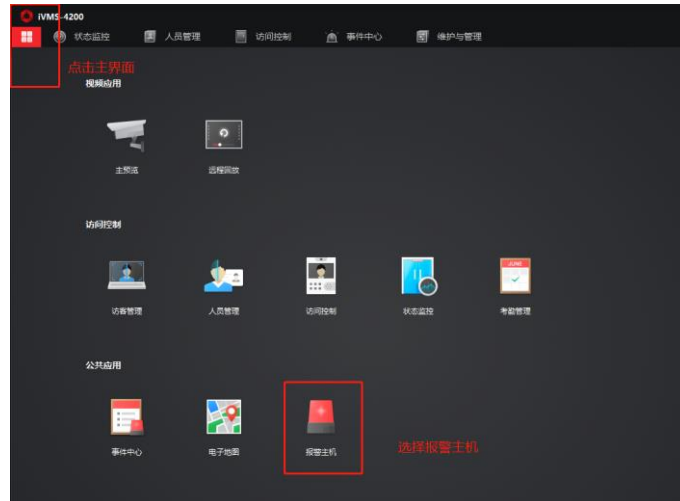 iVMS-4200
状态监控 人员管理 访问控制 事件中心 维护与管理
点击主界面
视频应用
主预览 远程回放
访问控制
JUNE
访客管理 人员管理 访问控制 状态监控 考勤管理
公共应用
选择报警主机
事件中心 电子地图 报警主机